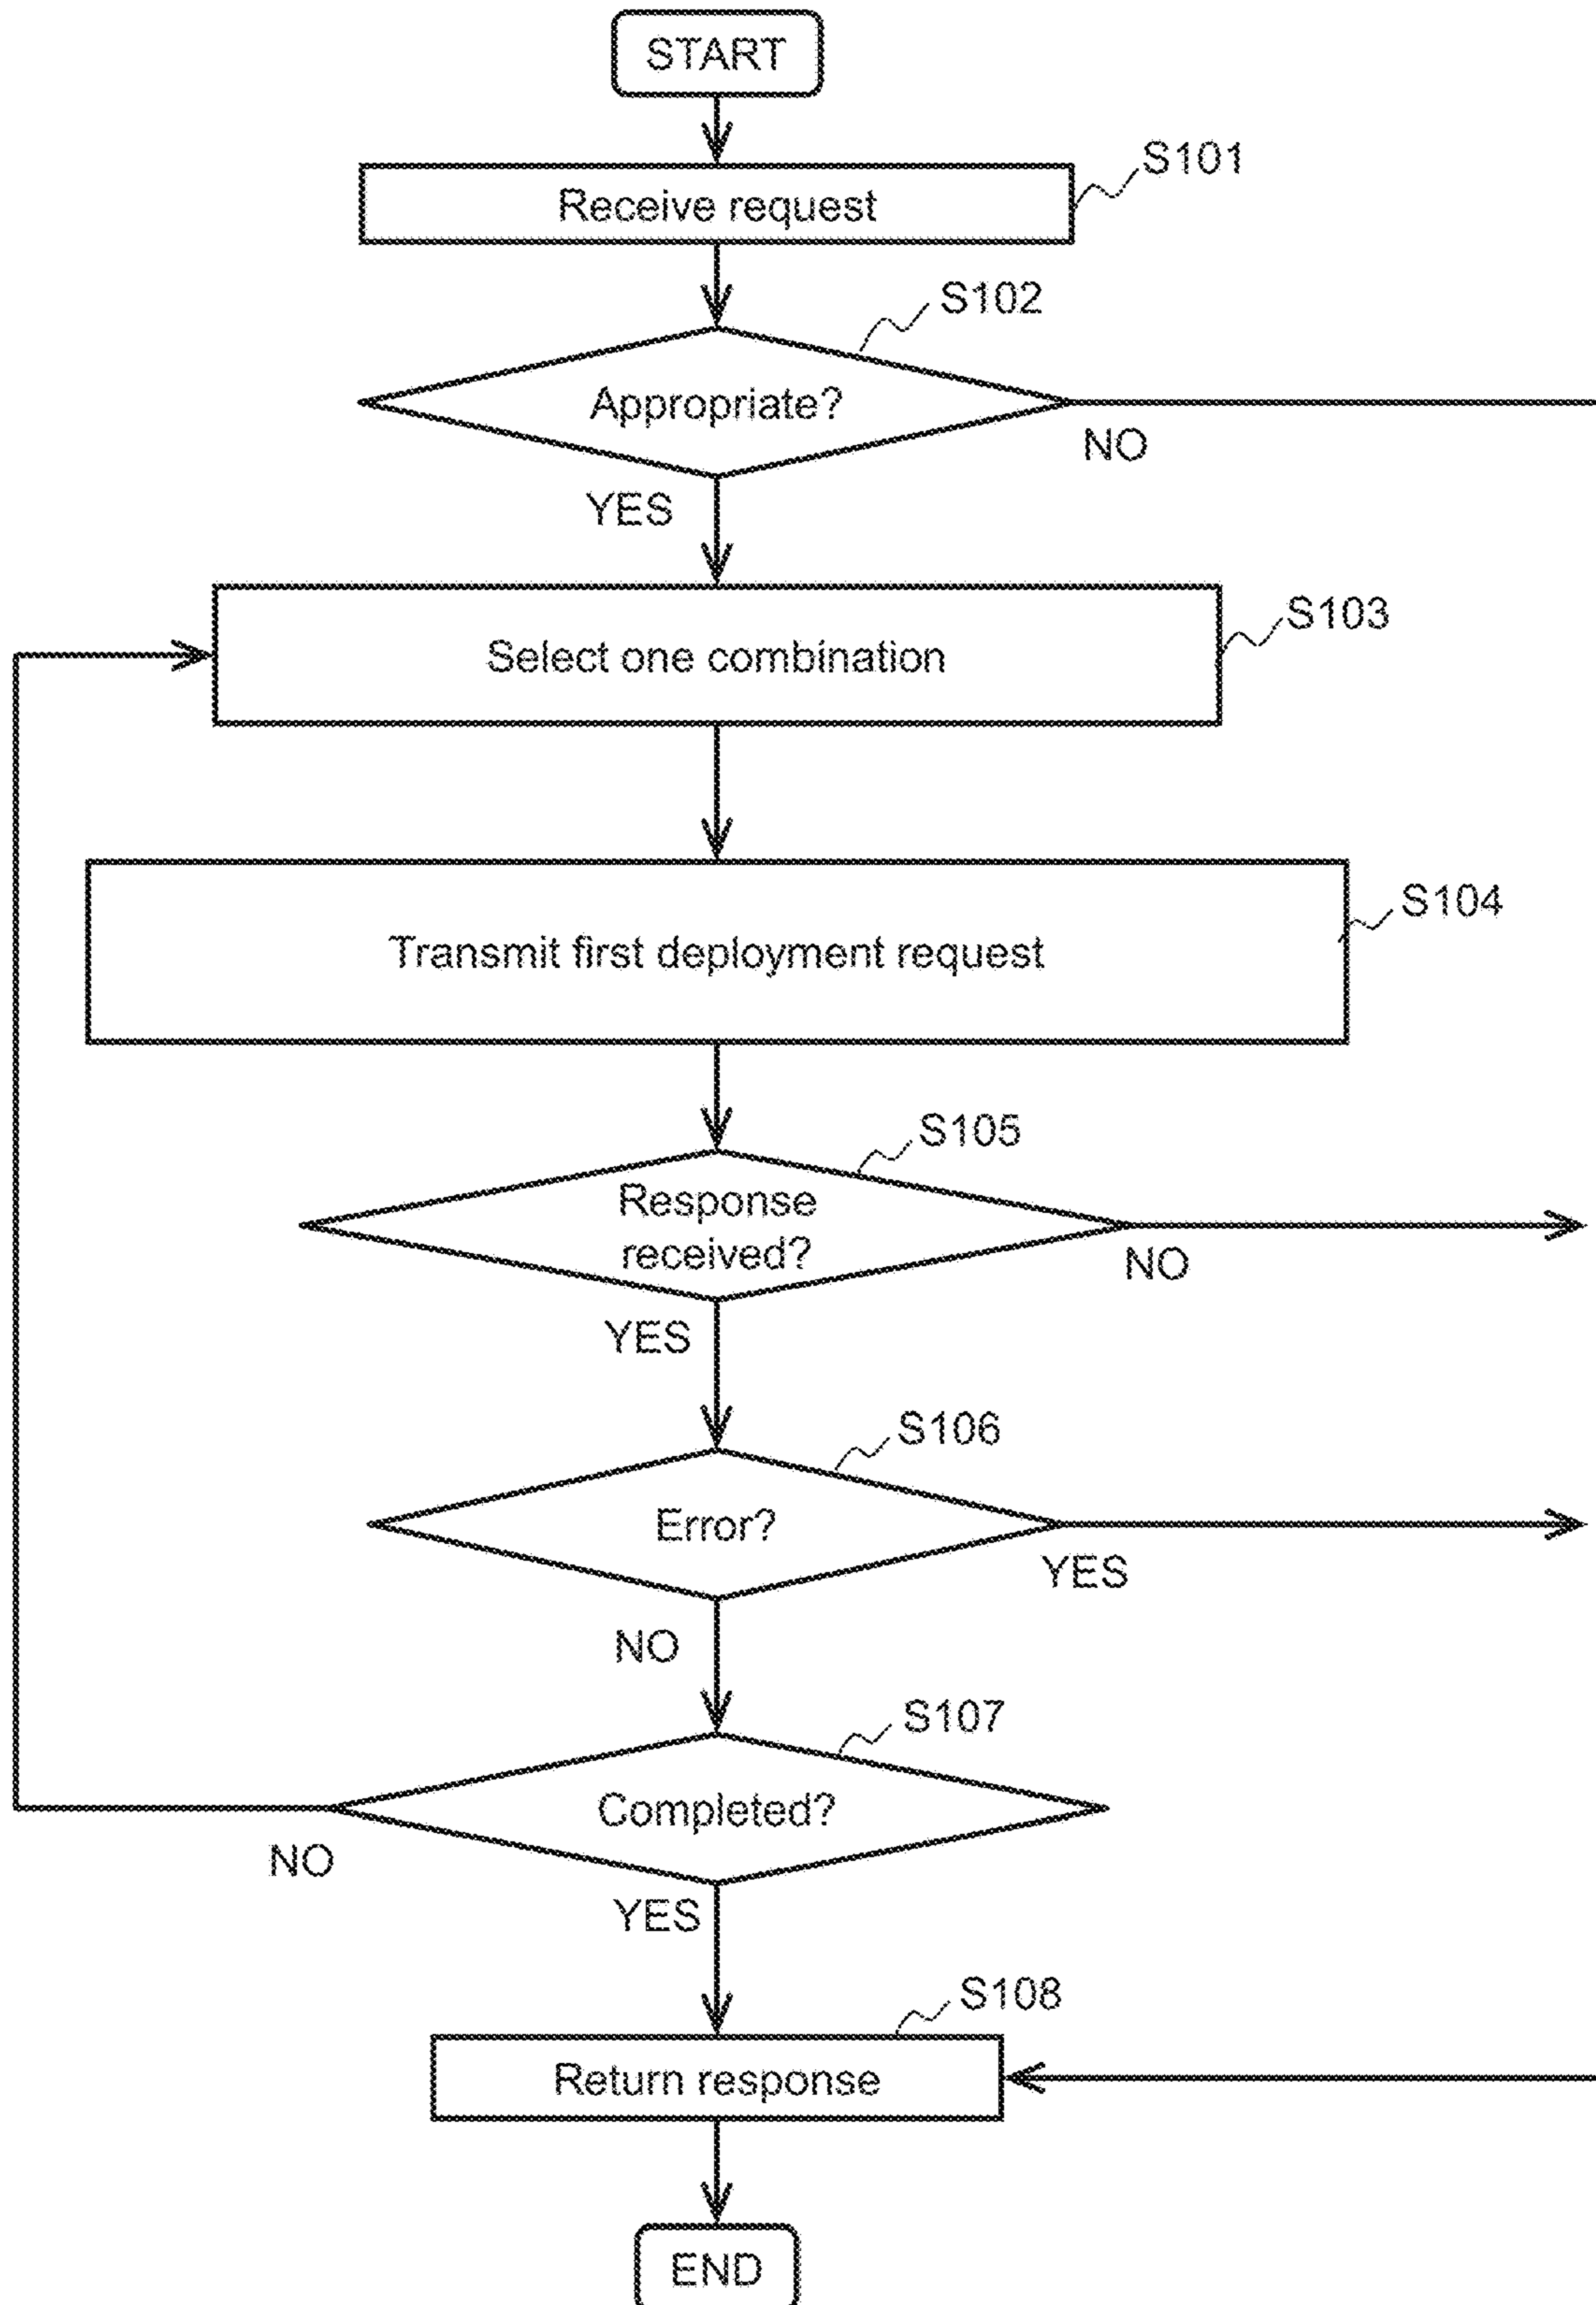 START
S101
Receive request
S102
Appropriate?
NO
YES
S103
Select one combination
S104
Transmit first deployment request
S105
Response
received?
NO
YES
S106
Error?
YES
NO
S107
Completed?
NO
YES
S108
Return response
END